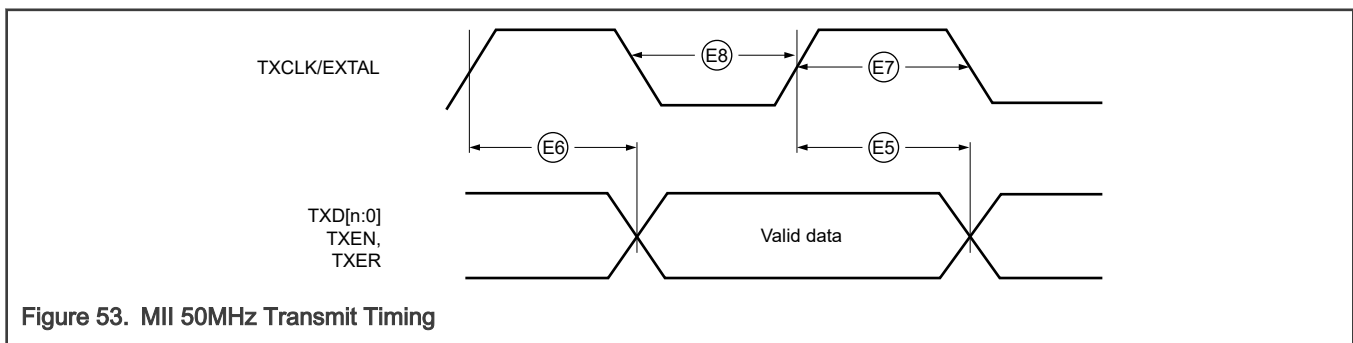 TXCLK/EXTAL
E8
E7
E6
E5
TXD[n:0]
TXEN,
TXER
Valid data
Figure 53. MII 50MHz Transmit Timing